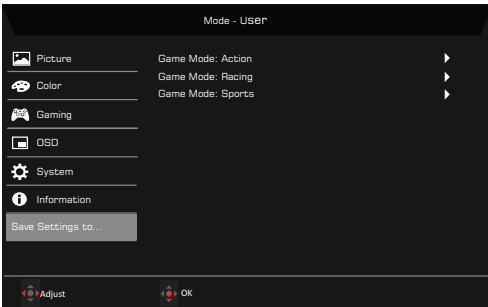 Mode - User
Picture
Color
Gaming
OSD
System
Information
Save Settings to...
Game Mode: Action
Game Mode: Racing
Game Mode: Sports
Adjust
OK